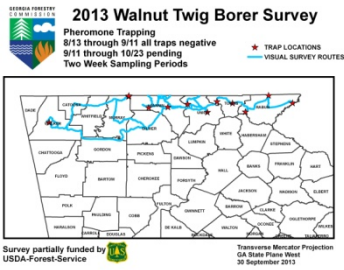 GEORGIA FORESTRY
COMMISSION
2013 Walnut Twig Borer Survey
Pheromone Trapping
8/13 through 9/11 all traps negative
9/11 through 10/23 pending
Two Week Sampling Periods
TRAP LOCATIONS
VISUAL SURVEY ROUTES
DADE
CATOOSA
WHITFIELD
MURRAY
GILMER
UNION
TOWNS
RABUN
WHITE
HABERSHAM
STEPHENS
LUMPKIN
CHATTOOGA
GORDON
PICKENS
DAWSON
HALL
BANKS
FRANKLIN
HART
FLOYD
BARTOW
CHEROKEE
FORSYTH
JACKSON
MADISON
ELBERT
POLK
PAULDING
COBB
FULTON
GWINNETT
BARROW
CLARKE
OGLETHORPE
HARALSON
DOUGLAS
DE KALB
WALTON
OCONEE
CARROLL
Survey partially funded by
USDA-Forest-Service
Transverse Mercator Projection
GA State Plane West
30 September 2013